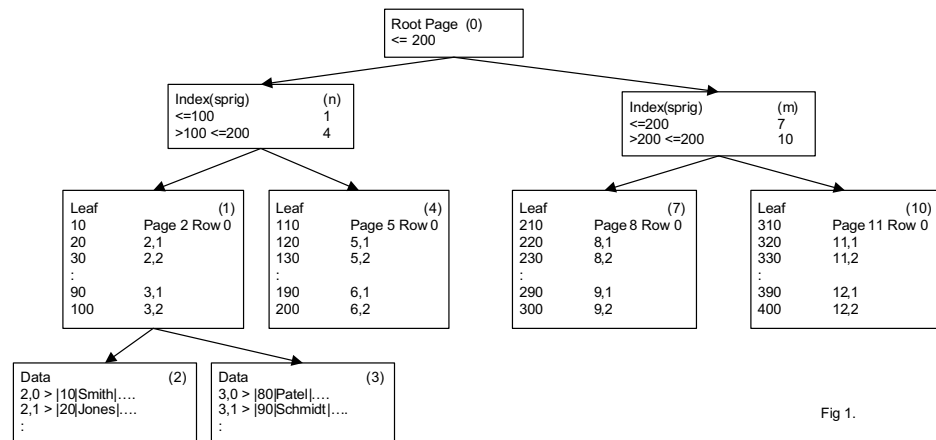 Root Page (0)
<= 200
Index(sprig) (n)
<=100 1
>100 <=200 4
Index(sprig) (m)
<=200 7
>200 <=200 10
Leaf (1)
10 Page 2 Row 0
20 2,1
30 2,2
:
90 3,1
100 3,2
Leaf (4)
110 Page 5 Row 0
120 5,1
130 5,2
:
190 6,1
200 6,2
Leaf (7)
210 Page 8 Row 0
220 8,1
230 8,2
:
290 9,1
300 9,2
Leaf (10)
310 Page 11 Row 0
320 11,1
330 11,2
:
390 12,1
400 12,2
Data (2)
2,0 > |10|Smith|....
2,1 > |20|Jones|....
:
Data (3)
3,0 > |80|Patel|....
3,1 > |90|Schmidt|....
:
Fig 1.